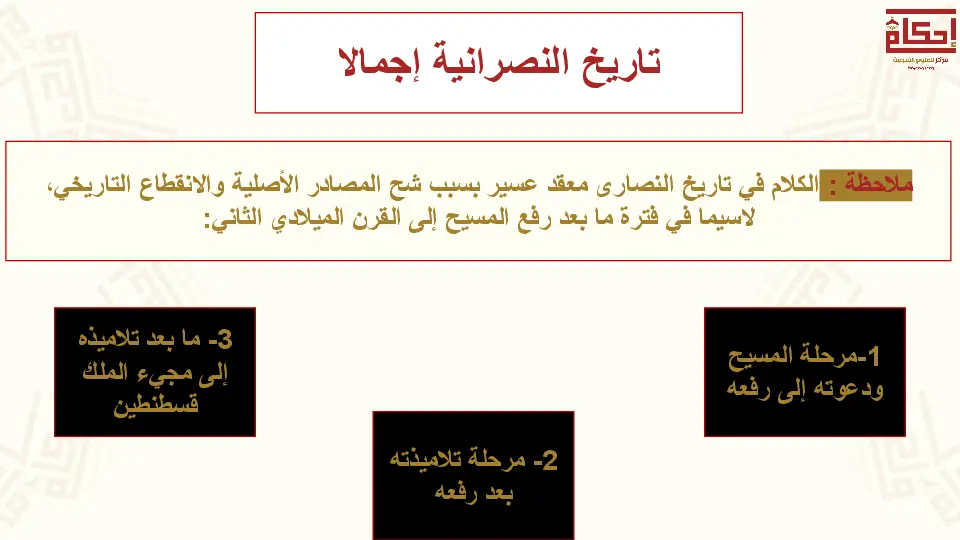 إحكام
مركز للعلوم الشرعية
تاريخ النصرانية إجمالا
ملاحظة : الكلام في تاريخ النصارى معقد عسير بسبب شح المصادر الأصلية والانقطاع التاريخي،
لاسيما في فترة ما بعد رفع المسيح إلى القرن الميلادي الثاني:
1-مرحلة المسيح
ودعوته إلى رفعه
2- مرحلة تلاميذته
بعد رفعه
3- ما بعد تلاميذه
إلى مجيء الملك
قسطنطين